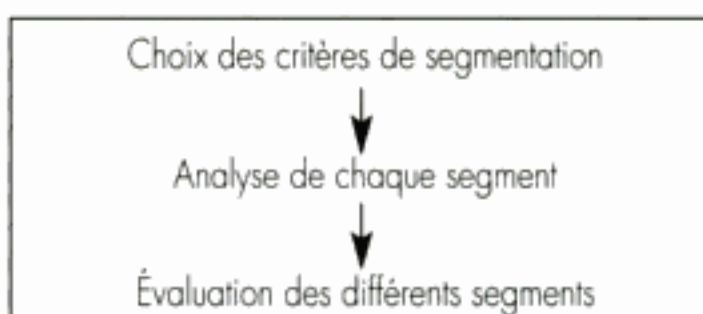 Choix des critères de segmentation
Analyse de chaque segment
Évaluation des différents segments